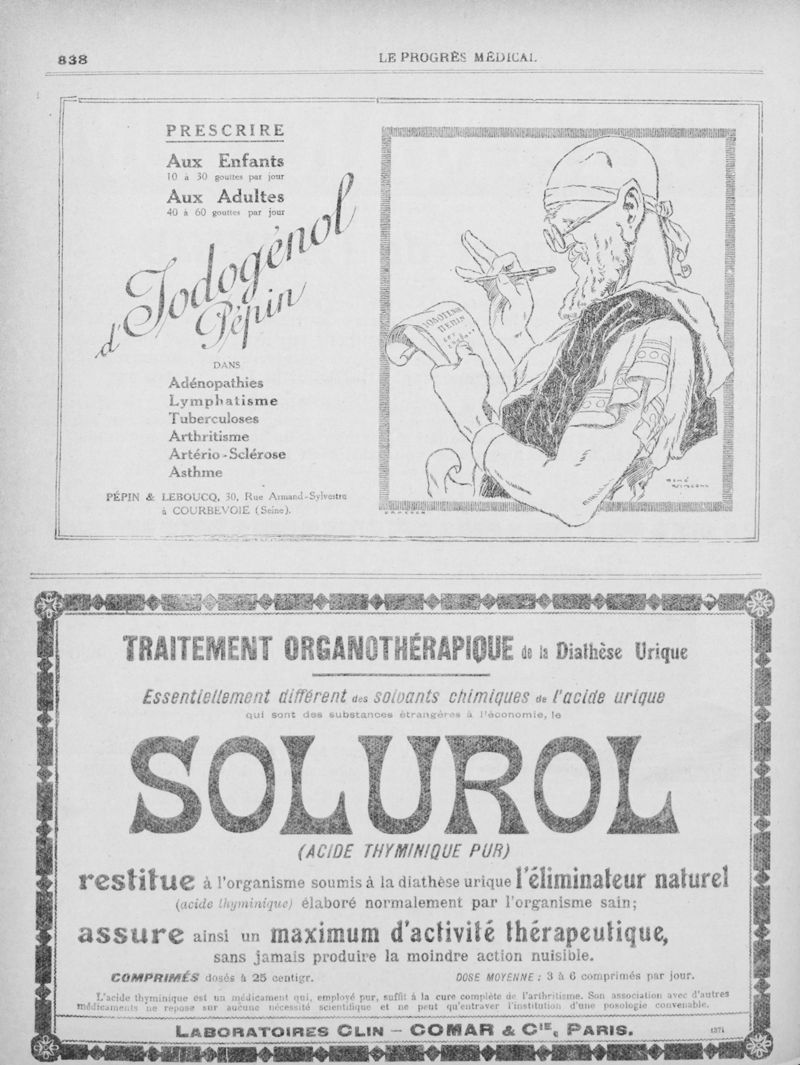 838
LE PROGRÈS MÉDICAL
PRESCRIRE
Aux Enfants
10 à 30 gouttes par jour
Aux Adultes
40 à 60 gouttes par jour
d'Iodogénol
Pépin
DANS
Adénopathies
Lymphatisme
Tuberculoses
Arthritisme
Artério-Sclérose
Asthme
PÉPIN & LEBOUCQ, 30, Rue Armand-Sylvestre
à COURBEVOIE (Seine).
PEPIN
RENÉ
TRAITEMENT ORGANOTHÉRAPIQUE de la Diathèse Urique
Essentiellement différent des solvants chimiques de l'acide urique
qui sont des substances étrangères à l'économie, le
SOLUROL
(ACIDE THYMINIQUE PUR)
restitue à l'organisme soumis à la diathèse urique l'éliminateur naturel
(acide thyminique) élaboré normalement par l'organisme sain;
assure ainsi un maximum d'activité thérapeutique,
sans jamais produire la moindre action nuisible.
COMPRIMÉS dosés à 25 centigr.
DOSE MOYENNE : 3 à 6 comprimés par jour.
L'acide thyminique est un médicament qui, employé pur, suffit à la cure complète de l'arthritisme. Son association avec d'autres
médicaments ne repose sur aucune nécessité scientifique et ne peut qu'entraver l'institution d'une posologie convenable.
LABORATOIRES CLIN – COMAR & CIE, PARIS.
1371